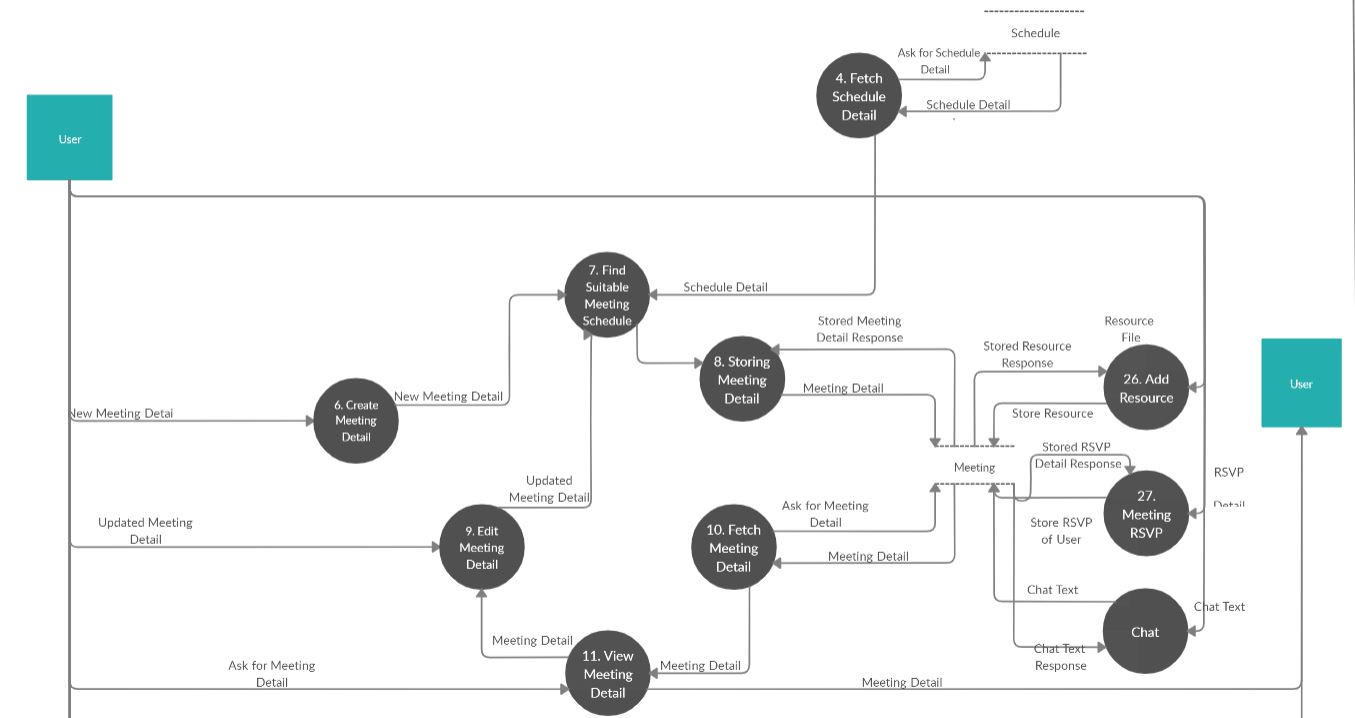 Schedule
Ask for Schedule
Detail
4. Fetch
Schedule
Detail
Schedule Detail
User
7. Find
Suitable
Meeting
Schedule
Schedule Detail
Stored Meeting
Detail Response
8. Storing
Meeting
Detail
Meeting Detail
Resource
File
Stored Resource
Response
26. Add
Resource
Store Resource
User
New Meeting Detail
6. Create
Meeting
Detail
New Meeting Detai
Meeting
Stored RSVP
Detail Response
RSVP
Detail
27.
Meeting
RSVP
Store RSVP
of User
Updated
Meeting Detail
Updated Meeting
Detail
9. Edit
Meeting
Detail
10. Fetch
Meeting
Detail
Ask for Meeting
Detail
Meeting Detail
Chat Text
Chat Text
Chat
Chat Text
Response
Meeting Detail
11. View
Meeting
Detail
Meeting Detail
Ask for Meeting
Detail
Meeting Detail